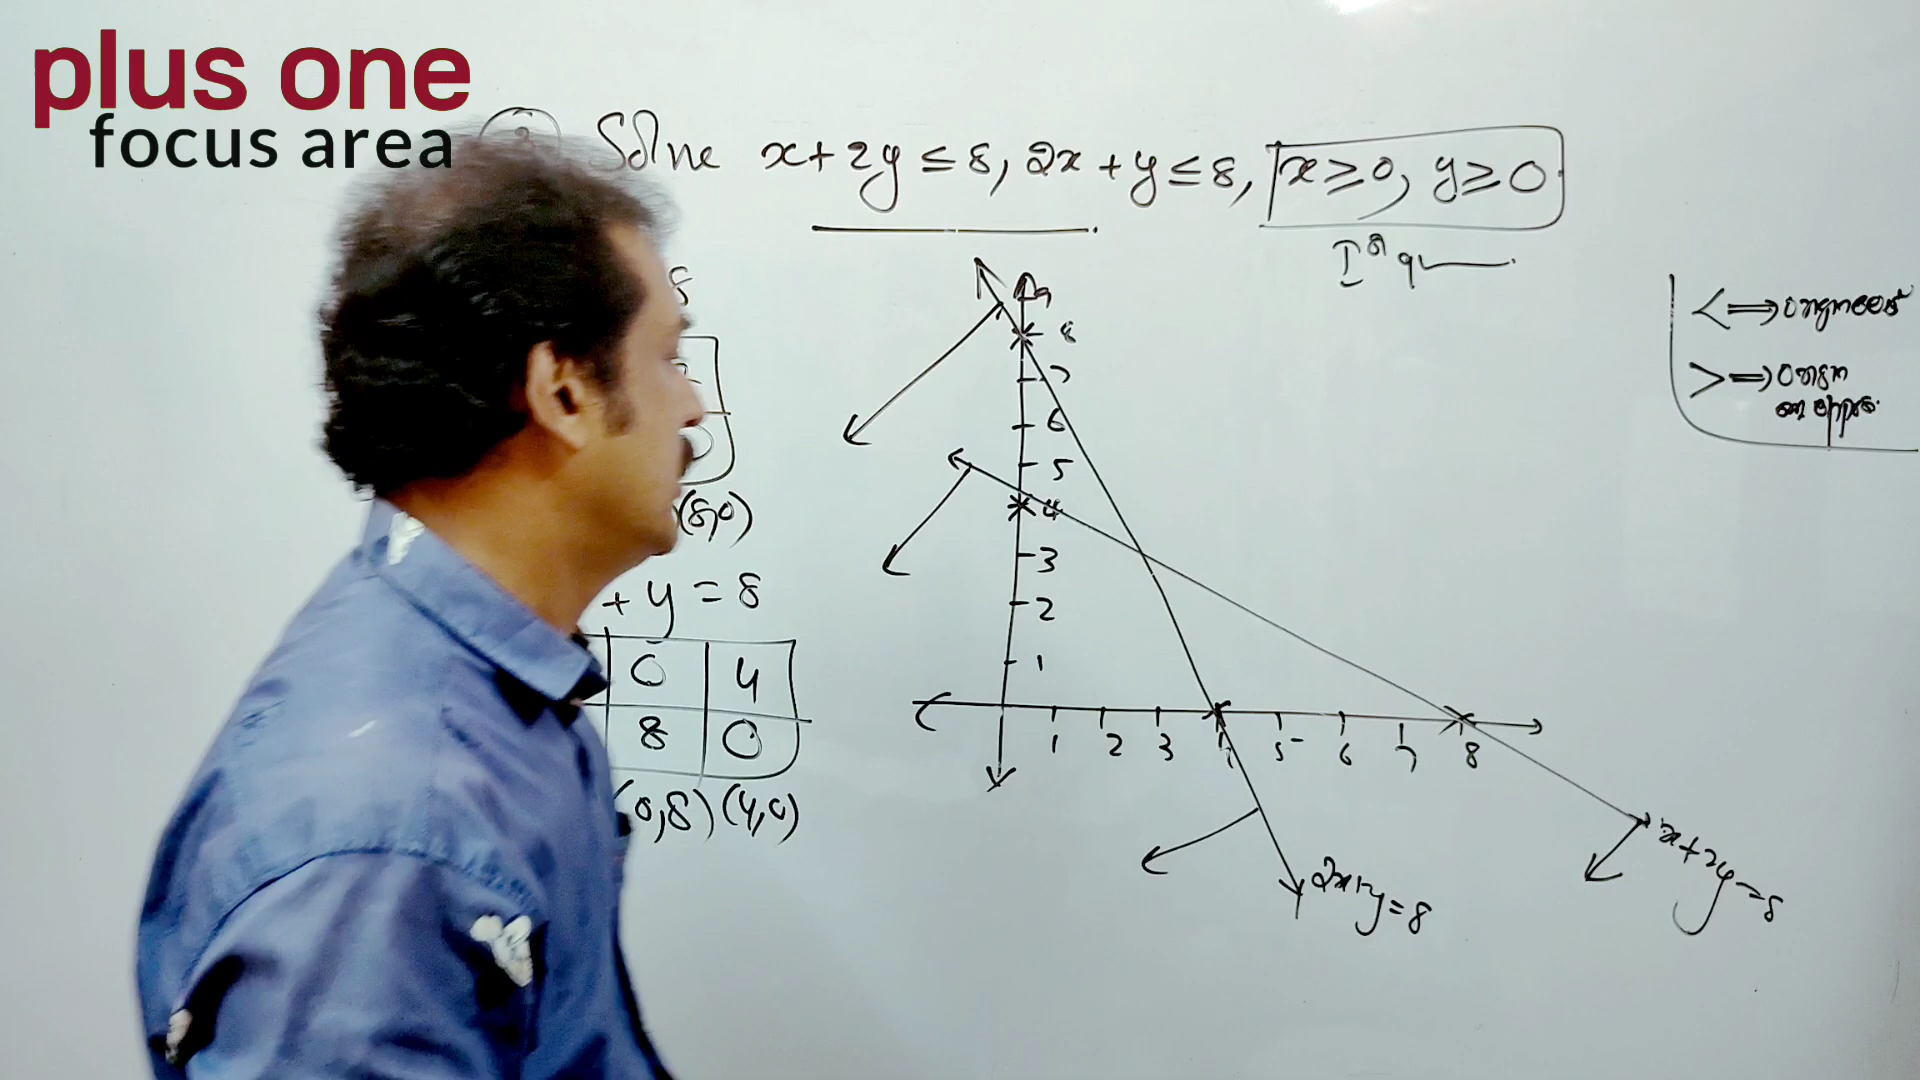 plus one
focus area
Solve x+2y≤8, 2x+y≤8, x≥0, y≥0
I
8
(8,0)
+ y = 8
0 4
8 0
(0,8) (4,0)
8
7
6
5
4
3
2
1
1 2 3 4 5 6 7 8
2x+y=8
x+2y=8
< ⇒
> ⇒